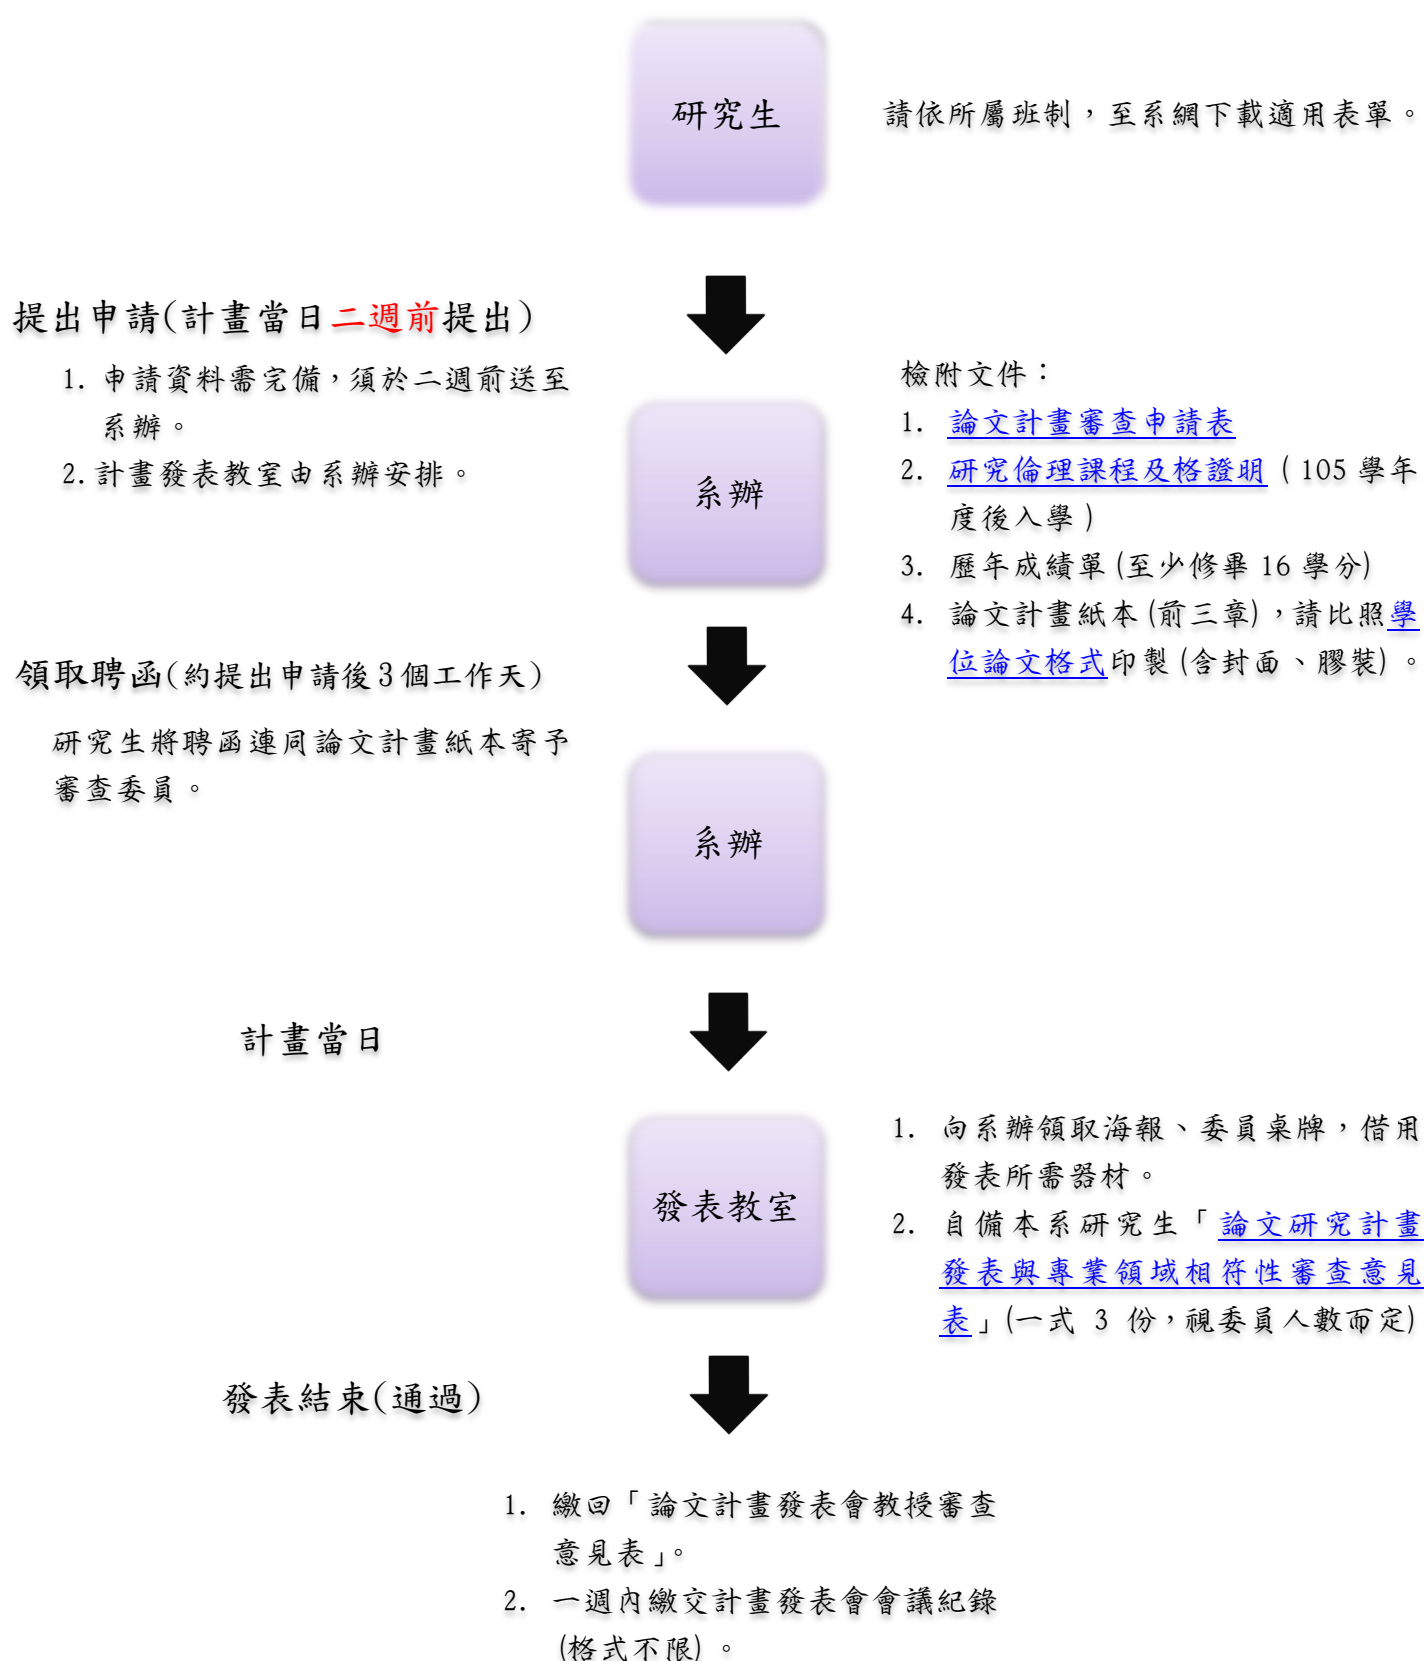 研究生
請依所屬班制，至系網下載適用表單。
提出申請(計畫當日二週前提出)
1. 申請資料需完備，須於二週前送至
系辦。
2. 計畫發表教室由系辦安排。
系辦
檢附文件：
1. 論文計畫審查申請表
2. 研究倫理課程及格證明（105 學年
度後入學）
3. 歷年成績單(至少修畢 16 學分)
4. 論文計畫紙本(前三章)，請比照學
位論文格式印製(含封面、膠裝)。
領取聘函(約提出申請後 3 個工作天)
研究生將聘函連同論文計畫紙本寄予
審查委員。
系辦
計畫當日
發表教室
1. 向系辦領取海報、委員桌牌，借用
發表所需器材。
2. 自備本系研究生「論文研究計畫
發表與專業領域相符性審查意見
表」(一式 3 份，視委員人數而定)
發表結束(通過)
1. 繳回「論文計畫發表會教授審查
意見表」。
2. 一週內繳交計畫發表會會議紀錄
(格式不限)。